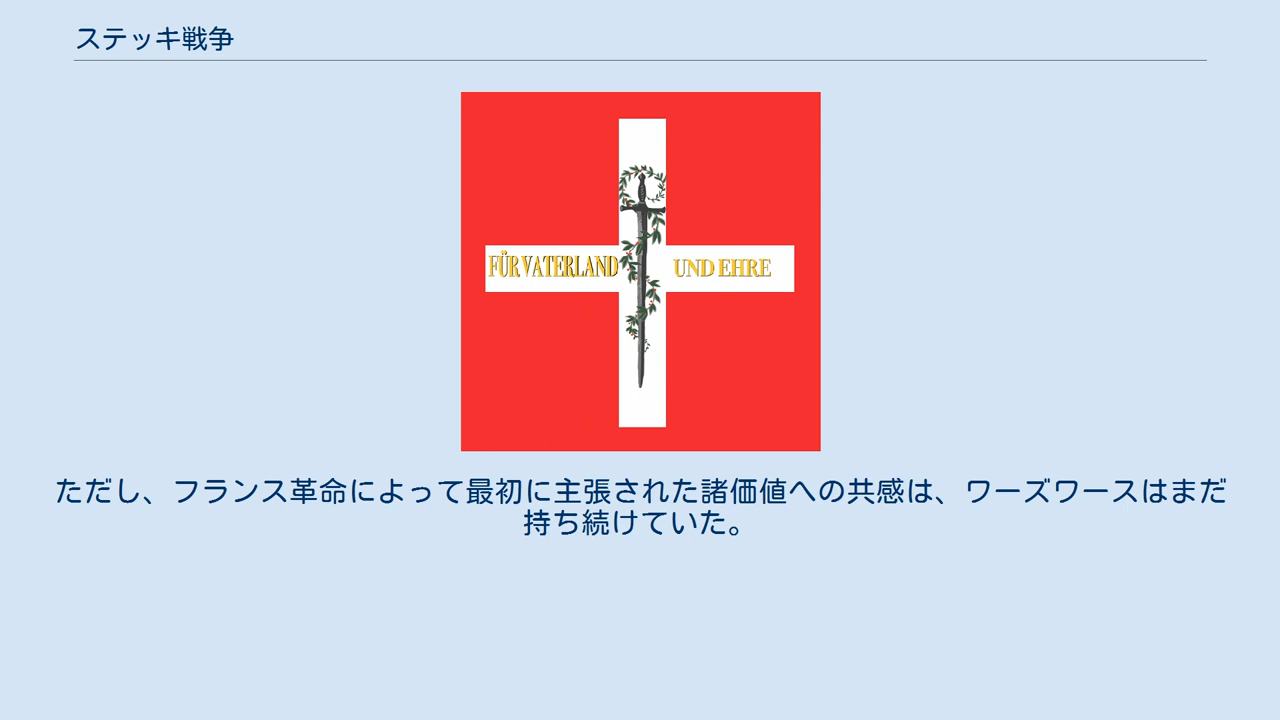 ステッキ戦争
FÜR VATERLAND UND EHRE
ただし、フランス革命によって最初に主張された諸価値への共感は、ワーズワースはまだ
持ち続けていた。